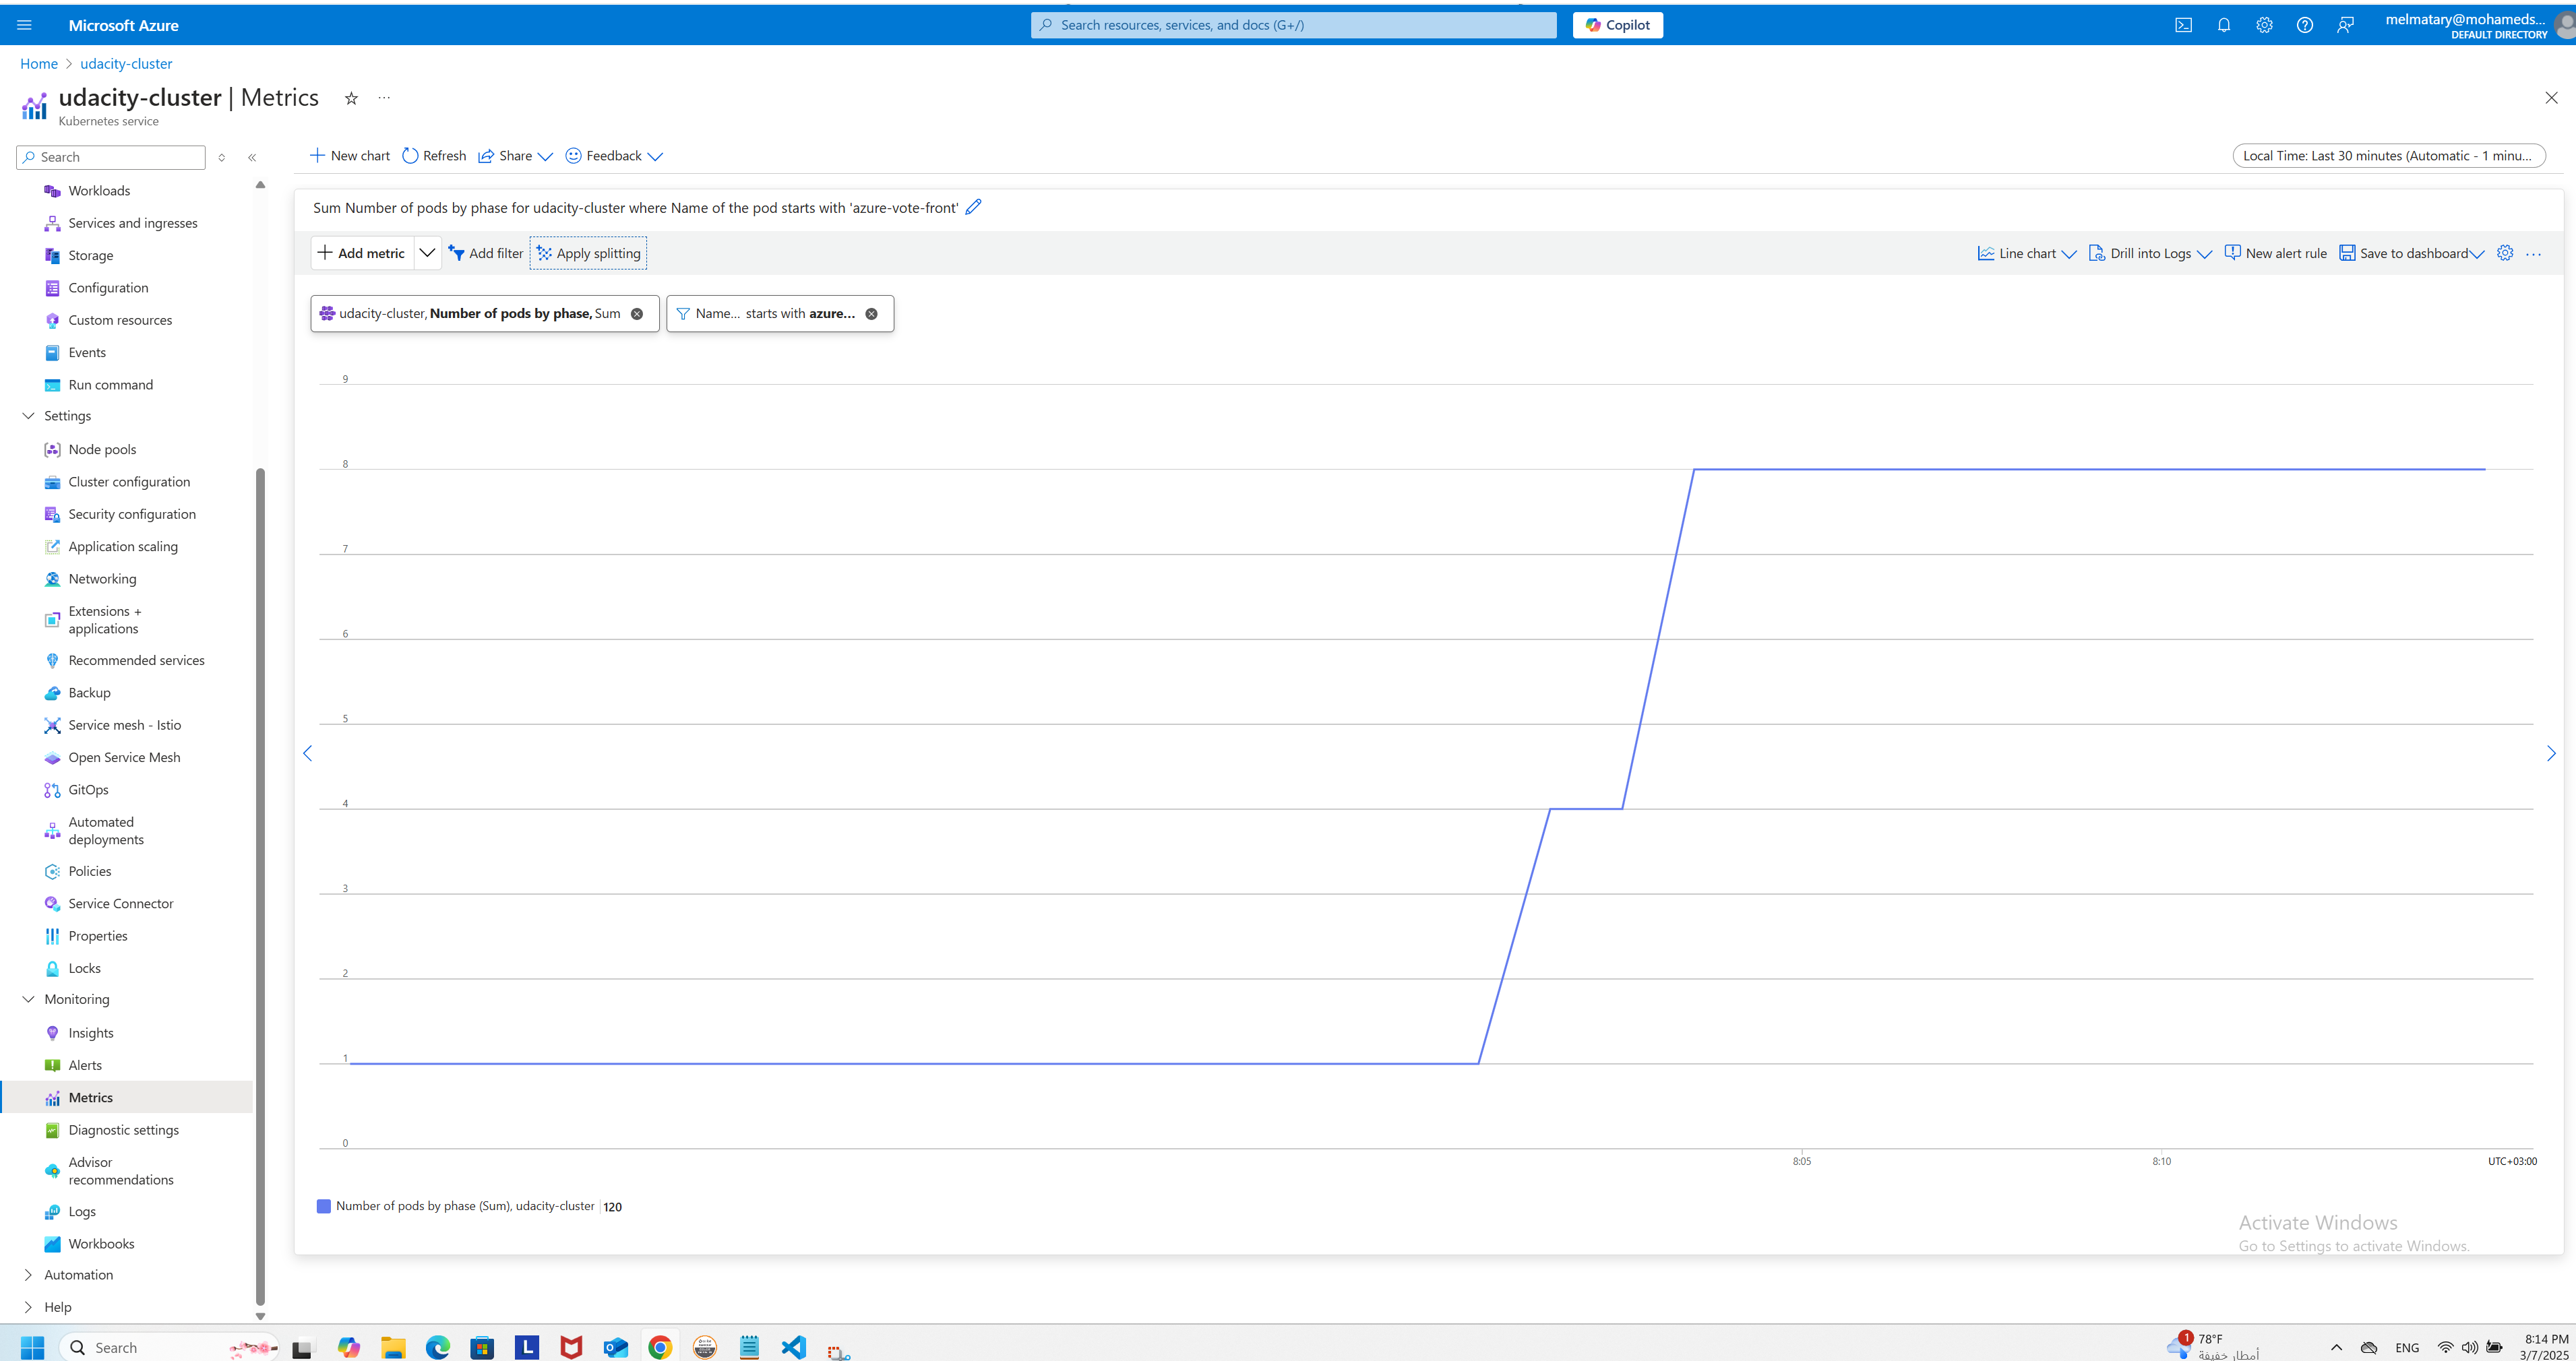 Microsoft Azure
Search resources, services, and docs (G+/)
Copilot
melmatary@mohameds...
DEFAULT DIRECTORY
Home > udacity-cluster
udacity-cluster | Metrics
Kubernetes service
Search
New chart
Refresh
Share
Feedback
Local Time: Last 30 minutes (Automatic - 1 minu...
Workloads
Services and ingresses
Storage
Configuration
Custom resources
Events
Run command
Settings
Node pools
Cluster configuration
Security configuration
Application scaling
Networking
Extensions +
applications
Recommended services
Backup
Service mesh - Istio
Open Service Mesh
GitOps
Automated
deployments
Policies
Service Connector
Properties
Locks
Monitoring
Insights
Alerts
Metrics
Diagnostic settings
Advisor
recommendations
Logs
Workbooks
Automation
Help
Sum Number of pods by phase for udacity-cluster where Name of the pod starts with 'azure-vote-front'
Add metric
Add filter
Apply splitting
Line chart
Drill into Logs
New alert rule
Save to dashboard
udacity-cluster, Number of pods by phase, Sum
Name... starts with azure...
9
8
7
6
5
4
3
2
1
0
8:05
8:10
UTC+03:00
Number of pods by phase (Sum), udacity-cluster
120
Activate Windows
Go to Settings to activate Windows.
Search
L
1
78°F
أمطار خفيفة
ENG
8:14 PM
3/7/2025